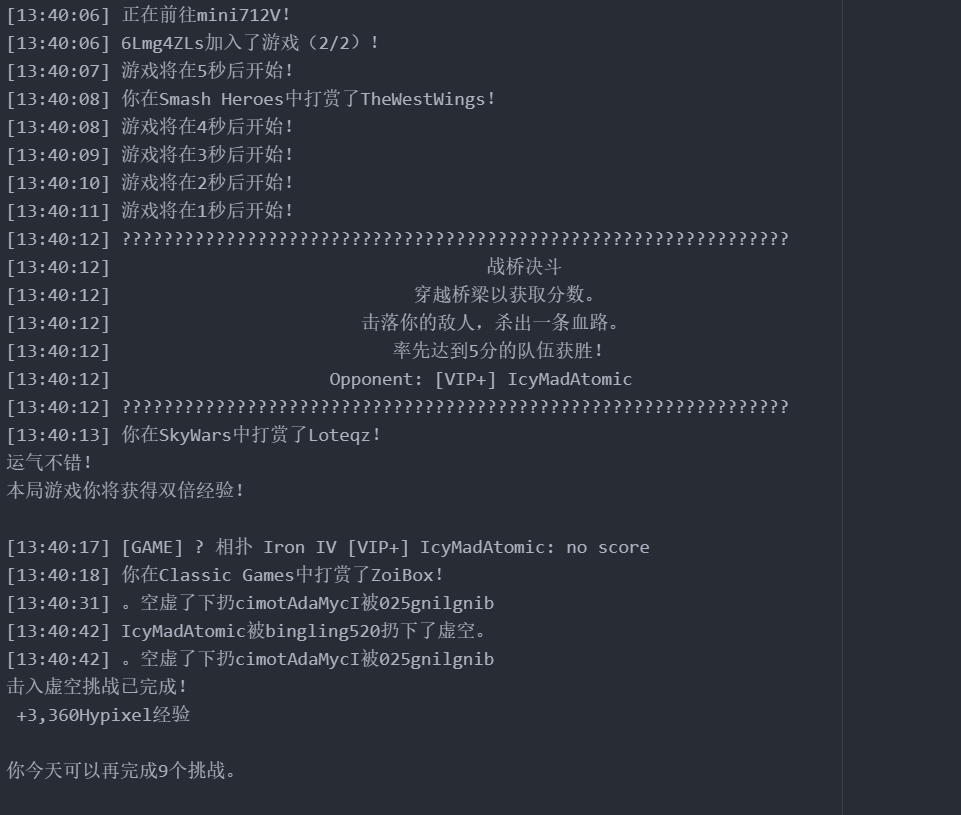 [13:40:06] 正在前往mini712V!
[13:40:06] 6Lmg4ZLs加入了游戏（2/2）!
[13:40:07] 游戏将在5秒后开始!
[13:40:08] 你在Smash Heroes中打赏了TheWestWings!
[13:40:08] 游戏将在4秒后开始!
[13:40:09] 游戏将在3秒后开始!
[13:40:10] 游戏将在2秒后开始!
[13:40:11] 游戏将在1秒后开始!
[13:40:12] ????????????????????????????????????????????????????????????????
[13:40:12] 战桥决斗
[13:40:12] 穿越桥梁以获取分数。
[13:40:12] 击落你的敌人，杀出一条血路。
[13:40:12] 率先达到5分的队伍获胜!
[13:40:12] Opponent: [VIP+] IcyMadAtomic
[13:40:12] ????????????????????????????????????????????????????????????????
[13:40:13] 你在SkyWars中打赏了Loteqz!
运气不错!
本局游戏你将获得双倍经验!
[13:40:17] [GAME] ? 相扑 Iron IV [VIP+] IcyMadAtomic: no score
[13:40:18] 你在Classic Games中打赏了ZoiBox!
[13:40:31] 。空虚了下扔cimotAdaMycI被025gnilgnib
[13:40:42] IcyMadAtomic被bingling520扔下了虚空。
[13:40:42] 。空虚了下扔cimotAdaMycI被025gnilgnib
击入虚空挑战已完成!
+3,360Hypixel经验
你今天可以再完成9个挑战。